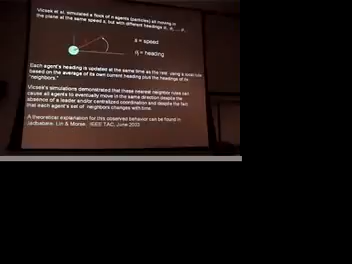 Vicsek et al. simulated a flock of n agents (particles) all moving in
the plane at the same speed s, but with different headings θ₁, θ₂, ...,
s = speed
θᵢ = heading
Each agent's heading is updated at the same time as the rest using a local rule
based on the average of its own current heading plus the headings of its
"neighbors."
Vicsek's simulations demonstrated that these nearest neighbor rules can
cause all agents to eventually move in the same direction despite the
absence of a leader and/or centralized coordination and despite the fact
that each agent's set of neighbors changes with time.
A theoretical explanation for this observed behavior can be found in
Jadbabaie, Lin & Morse, IEEE TAC, June 2003